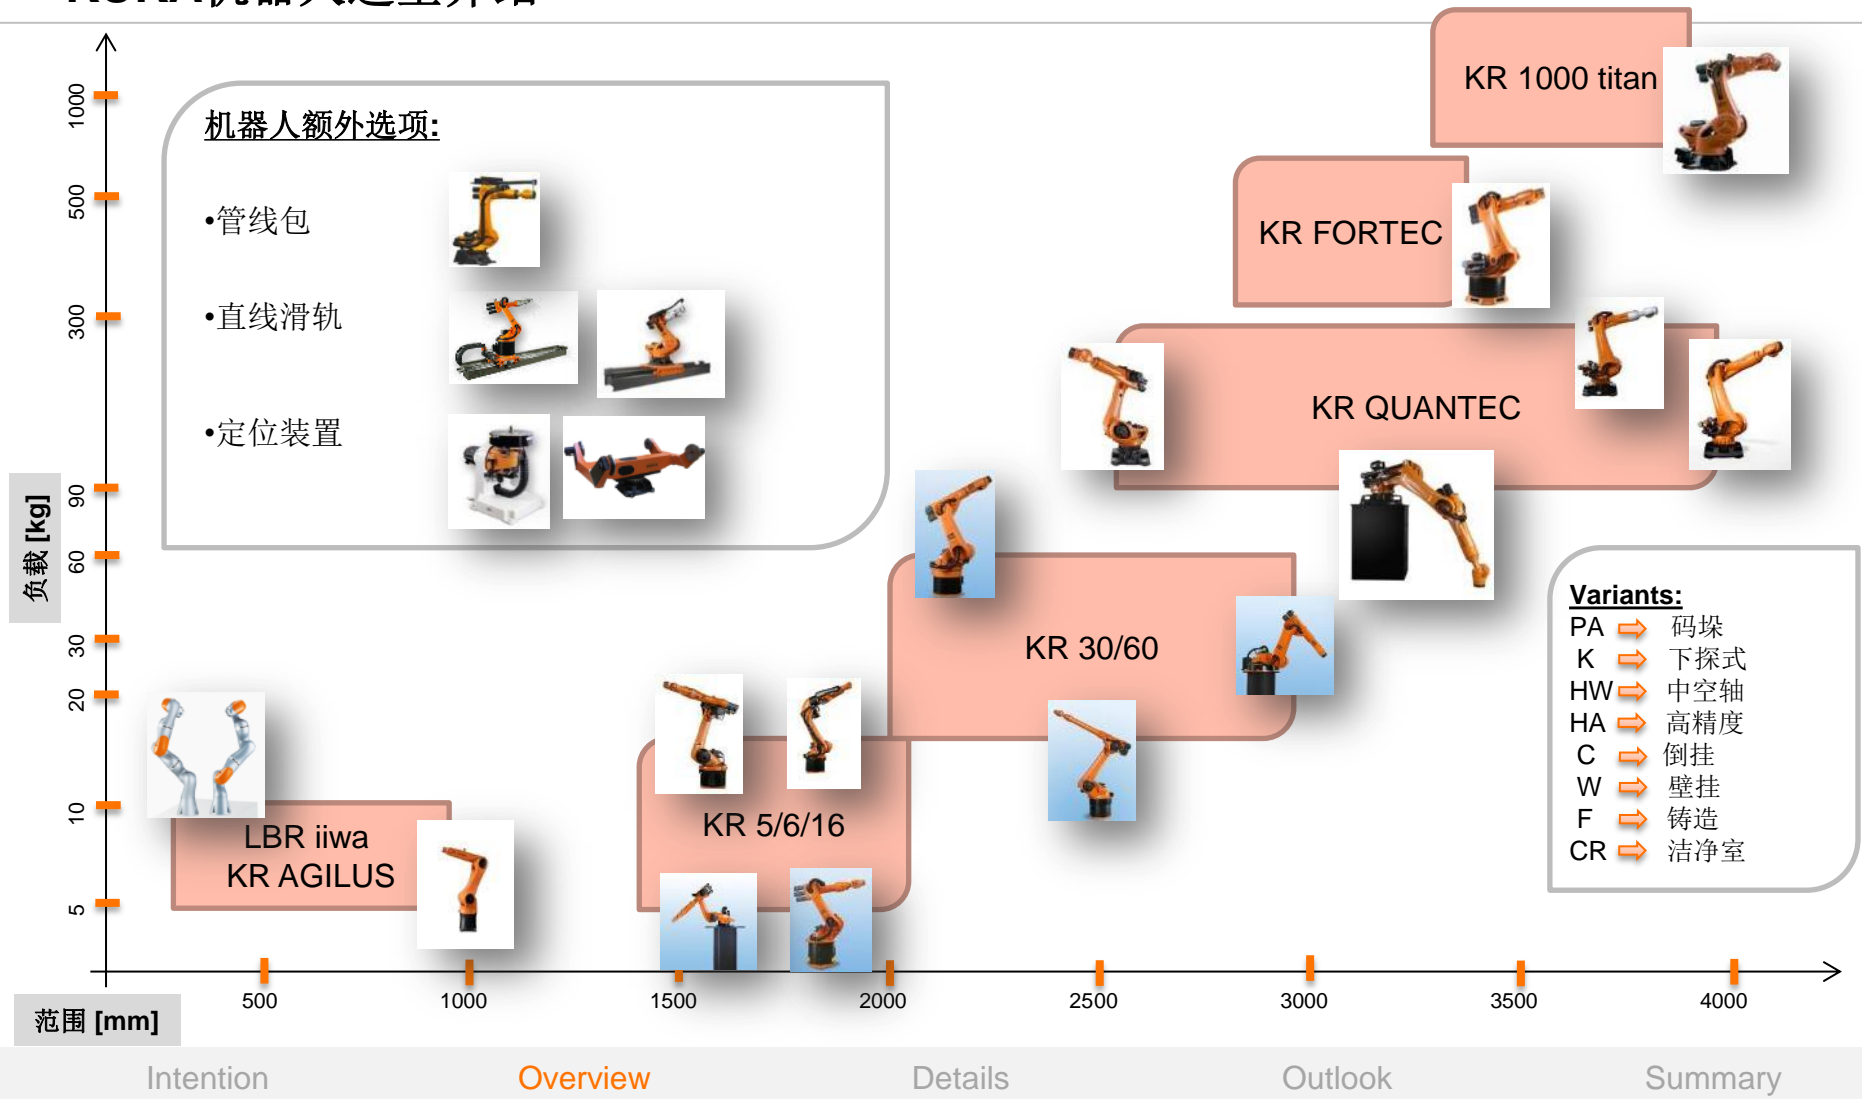 机器人额外选项:
•管线包
•直线滑轨
•定位装置
KR 1000 titan
KR FORTEC
KR QUANTEC
KR 30/60
KR 5/6/16
LBR iiwa
KR AGILUS
Variants:
PA 码垛
K 下探式
HW 中空轴
HA 高精度
C 倒挂
W 壁挂
F 铸造
CR 洁净室
负载 [kg]
1000
500
300
90
60
30
20
10
5
500 1000 1500 2000 2500 3000 3500 4000
范围 [mm]
Intention Overview Details Outlook Summary